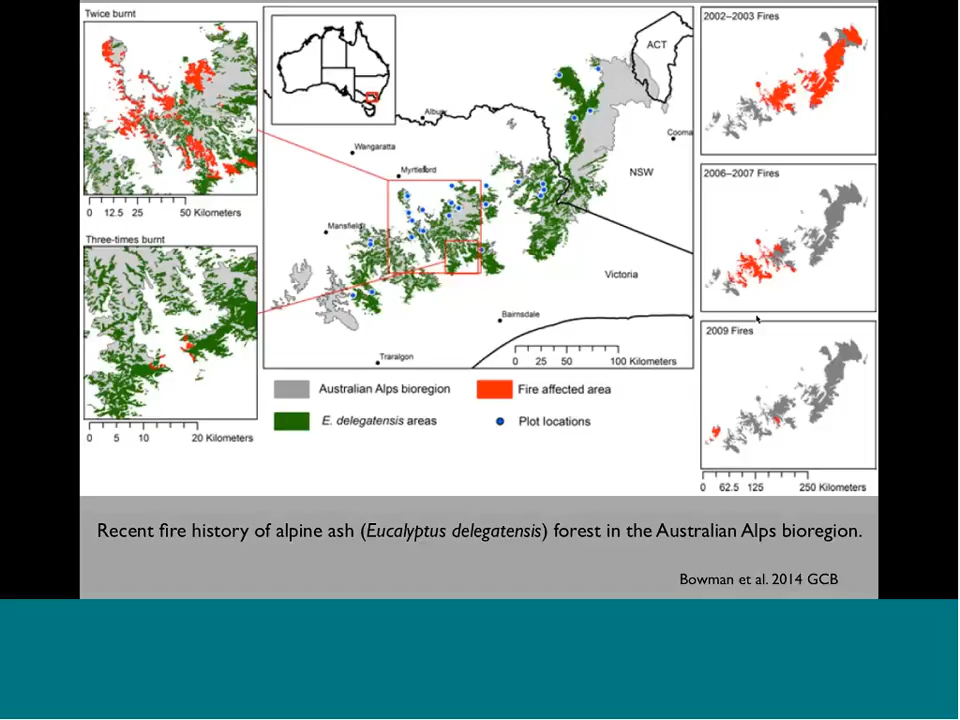 Twice burnt
0 12.5 25 50 Kilometers
Three-times burnt
0 5 10 20 Kilometers
ACT
Albury
Cooma
Wangaratta
Myrtleford
NSW
Mansfield
Victoria
Bairnsdale
Traralgon
0 25 50 100 Kilometers
Australian Alps bioregion
Fire affected area
E. delegatensis areas
Plot locations
2002–2003 Fires
2006–2007 Fires
2009 Fires
0 62.5 125 250 Kilometers
Recent fire history of alpine ash (Eucalyptus delegatensis) forest in the Australian Alps bioregion.
Bowman et al. 2014 GCB